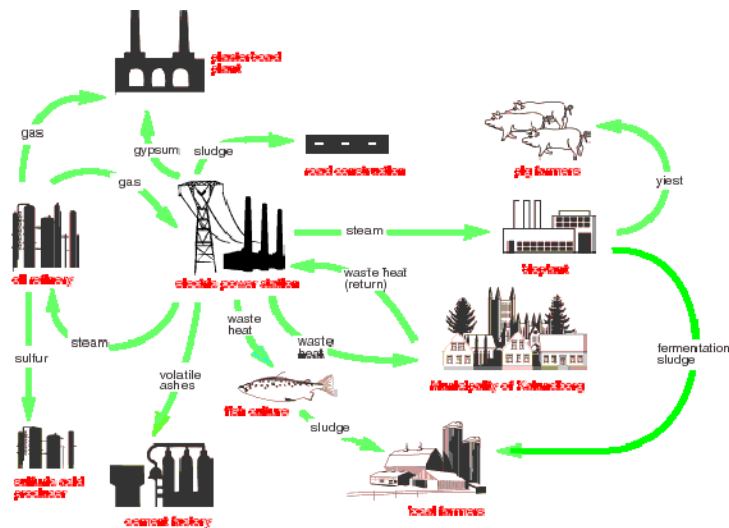 plasterboard
plant
gas
gypsum
sludge
gas
road construction
pig farmers
yiest
steam
oil refinery
electric power station
waste heat
(return)
bioplant
waste
heat
waste
heat
steam
sulfur
volatile
ashes
fermentation
sludge
Municipality of Kalundborg
fish culture
sludge
sulfuric acid
producer
cement factory
local farmers